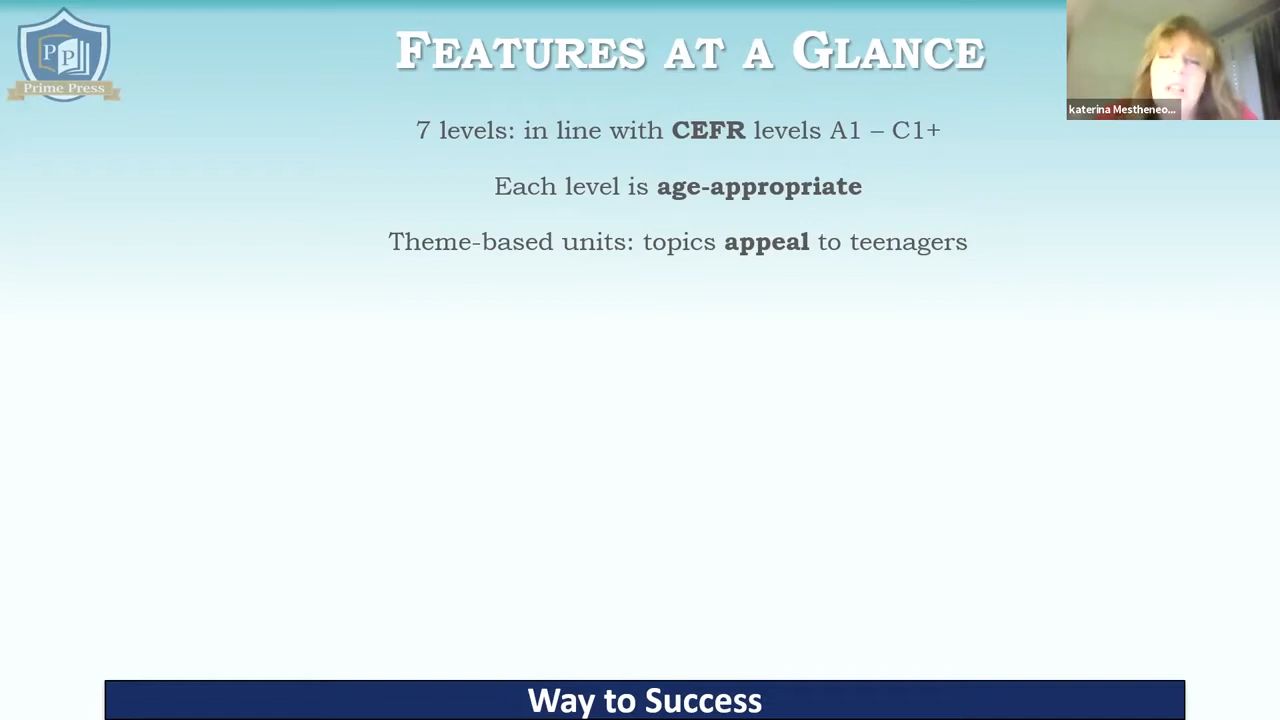 FEATURES AT A GLANCE
PP
Prime Press
katerina Mestheneo...
7 levels: in line with CEFR levels A1 – C1+
Each level is age-appropriate
Theme-based units: topics appeal to teenagers
Way to Success